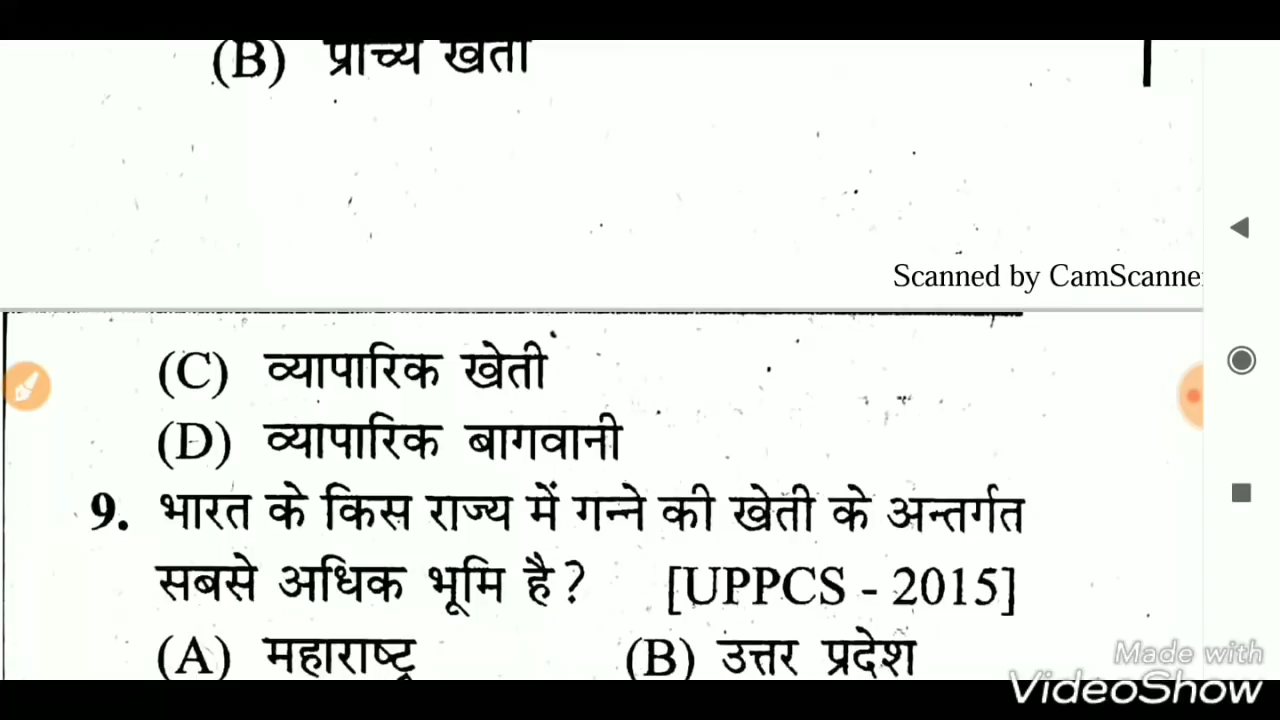 (B) प्राच्य खेती
Scanned by CamScanne
(C) व्यापारिक खेती
(D) व्यापारिक बागवानी
9. भारत के किस राज्य में गन्ने की खेती के अन्तर्गत
सबसे अधिक भूमि है? [UPPCS - 2015]
(A) महाराष्ट्र (B) उत्तर प्रदेश
Made with
VideoShow